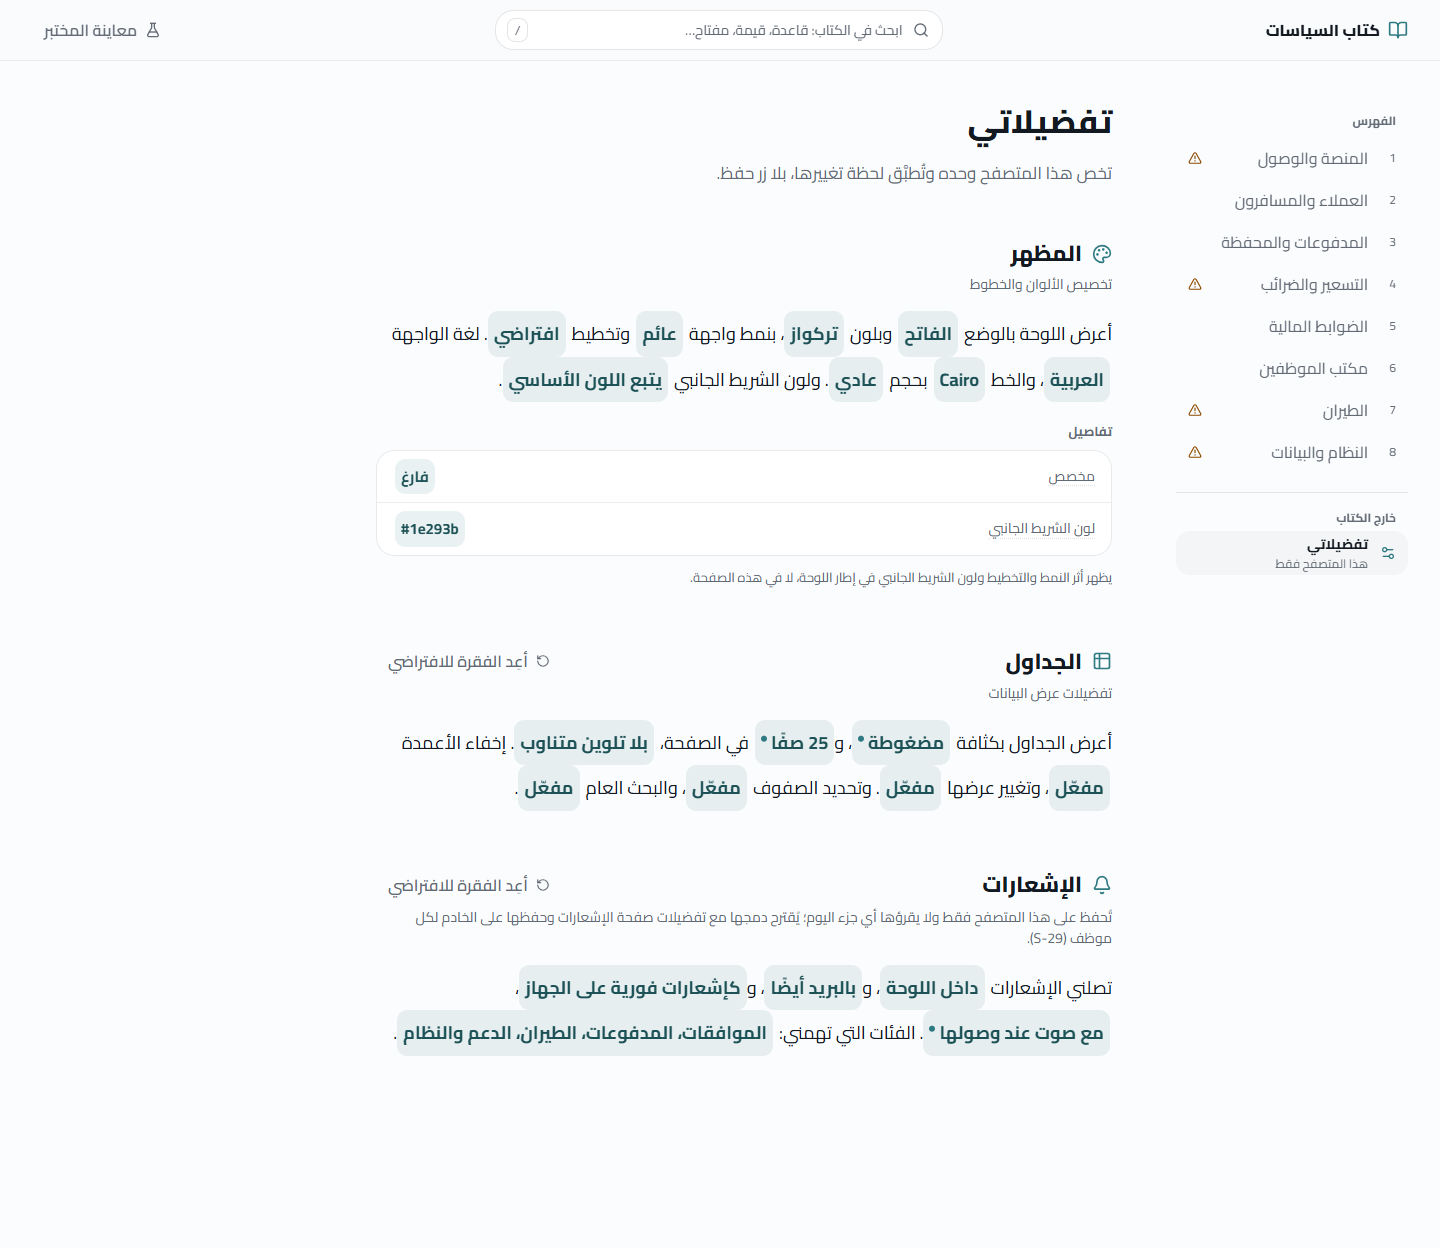 كتاب السياسات
ابحث في الكتاب: قاعدة، قيمة، مفتاح...
/
معاينة المختبر
الفهرس
1 المنصة والوصول
2 العملاء والمسافرون
3 المدفوعات والمحفظة
4 التسعير والضرائب
5 الضوابط المالية
6 مكتب الموظفين
7 الطيران
8 النظام والبيانات
خارج الكتاب
تفضيلاتي
هذا المتصفح فقط
تفضيلاتي
تخص هذا المتصفح وحده وتُطبَّق لحظة تغييرها، بلا زر حفظ.
المظهر
تخصيص الألوان والخطوط
أعرض اللوحة بالوضع الفاتح وبلون تركواز، بنمط واجهة عائم وتخطيط افتراضي. لغة الواجهة
العربية، والخط Cairo بحجم عادي. ولون الشريط الجانبي يتبع اللون الأساسي.
تفاصيل
مخصص فارغ
لون الشريط الجانبي #1e293b
يظهر أثر النمط والتخطيط ولون الشريط الجانبي في إطار اللوحة، لا في هذه الصفحة.
الجداول
أعد الفقرة للافتراضي
تفضيلات عرض البيانات
أعرض الجداول بكثافة مضغوطة، و25 صفًا في الصفحة، بلا تلوين متناوب. إخفاء الأعمدة
مفعّل، وتغيير عرضها مفعّل. وتحديد الصفوف مفعّل، والبحث العام مفعّل.
الإشعارات
أعد الفقرة للافتراضي
تُحفظ على هذا المتصفح فقط ولا يقرؤها أي جزء اليوم؛ يُقترح دمجها مع تفضيلات صفحة الإشعارات وحفظها على الخادم لكل
موظف (S-29).
تصلني الإشعارات داخل اللوحة، وبالبريد أيضًا، وكإشعارات فورية على الجهاز،
مع صوت عند وصولها. الفئات التي تهمني: الموافقات، المدفوعات، الطيران، الدعم والنظام.